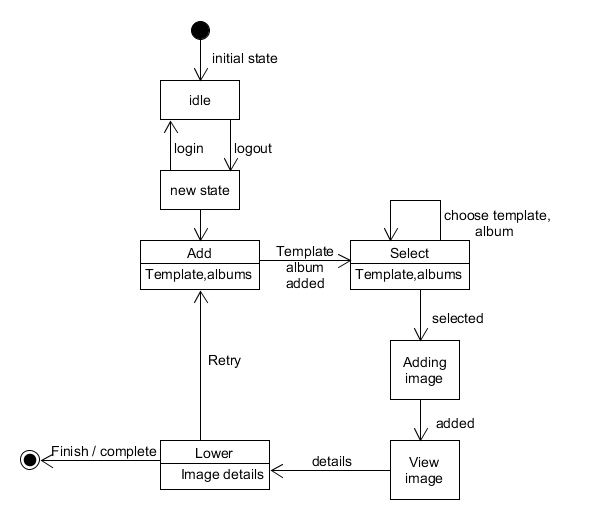 initial state
idle
login
logout
new state
Add
Template,albums
Template
album
added
Select
Template,albums
choose template,
album
selected
Adding
image
added
View
image
details
Lower
Image details
Retry
Finish / complete